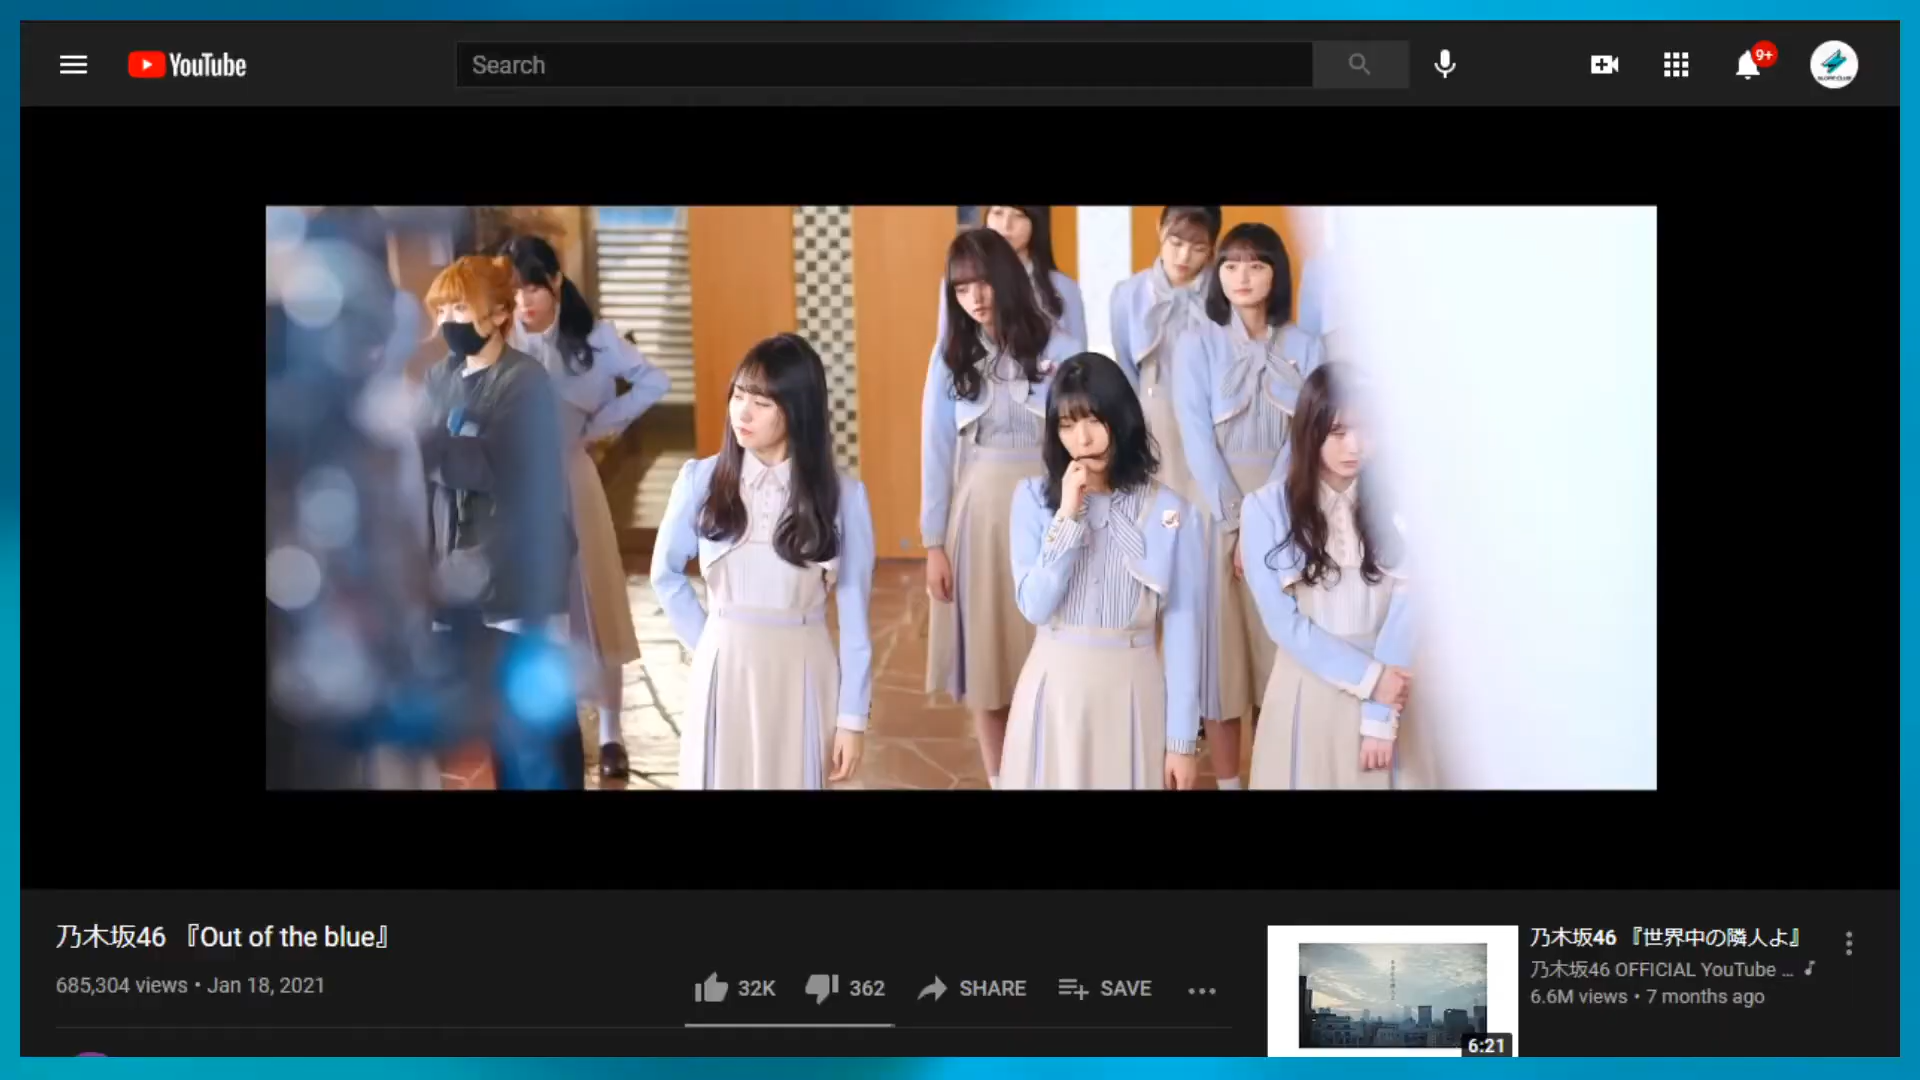 YouTube
Search
9+
乃木坂46 『Out of the blue』
685,304 views • Jan 18, 2021
32K
362
SHARE
SAVE
乃木坂46 『世界中の隣人よ』
乃木坂46 OFFICIAL YouTube ...
6.6M views • 7 months ago
6:21